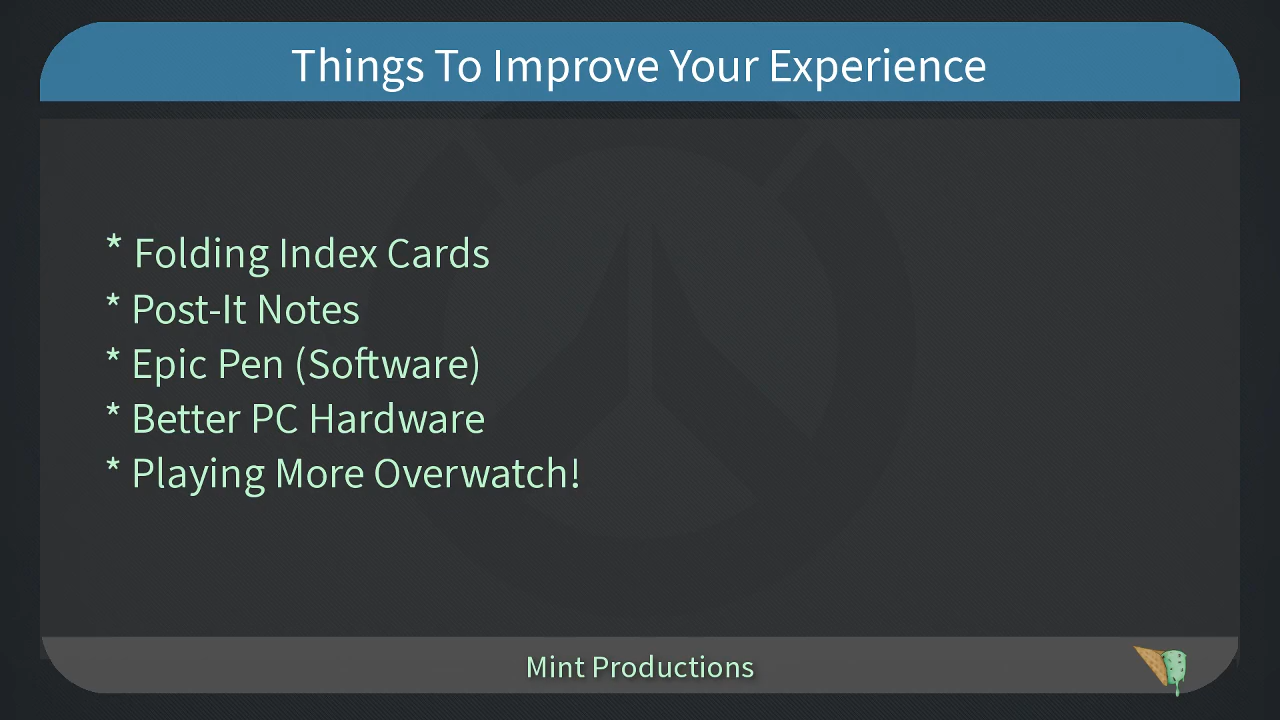 Things To Improve Your Experience
* Folding Index Cards
* Post-It Notes
* Epic Pen (Software)
* Better PC Hardware
* Playing More Overwatch!
Mint Productions